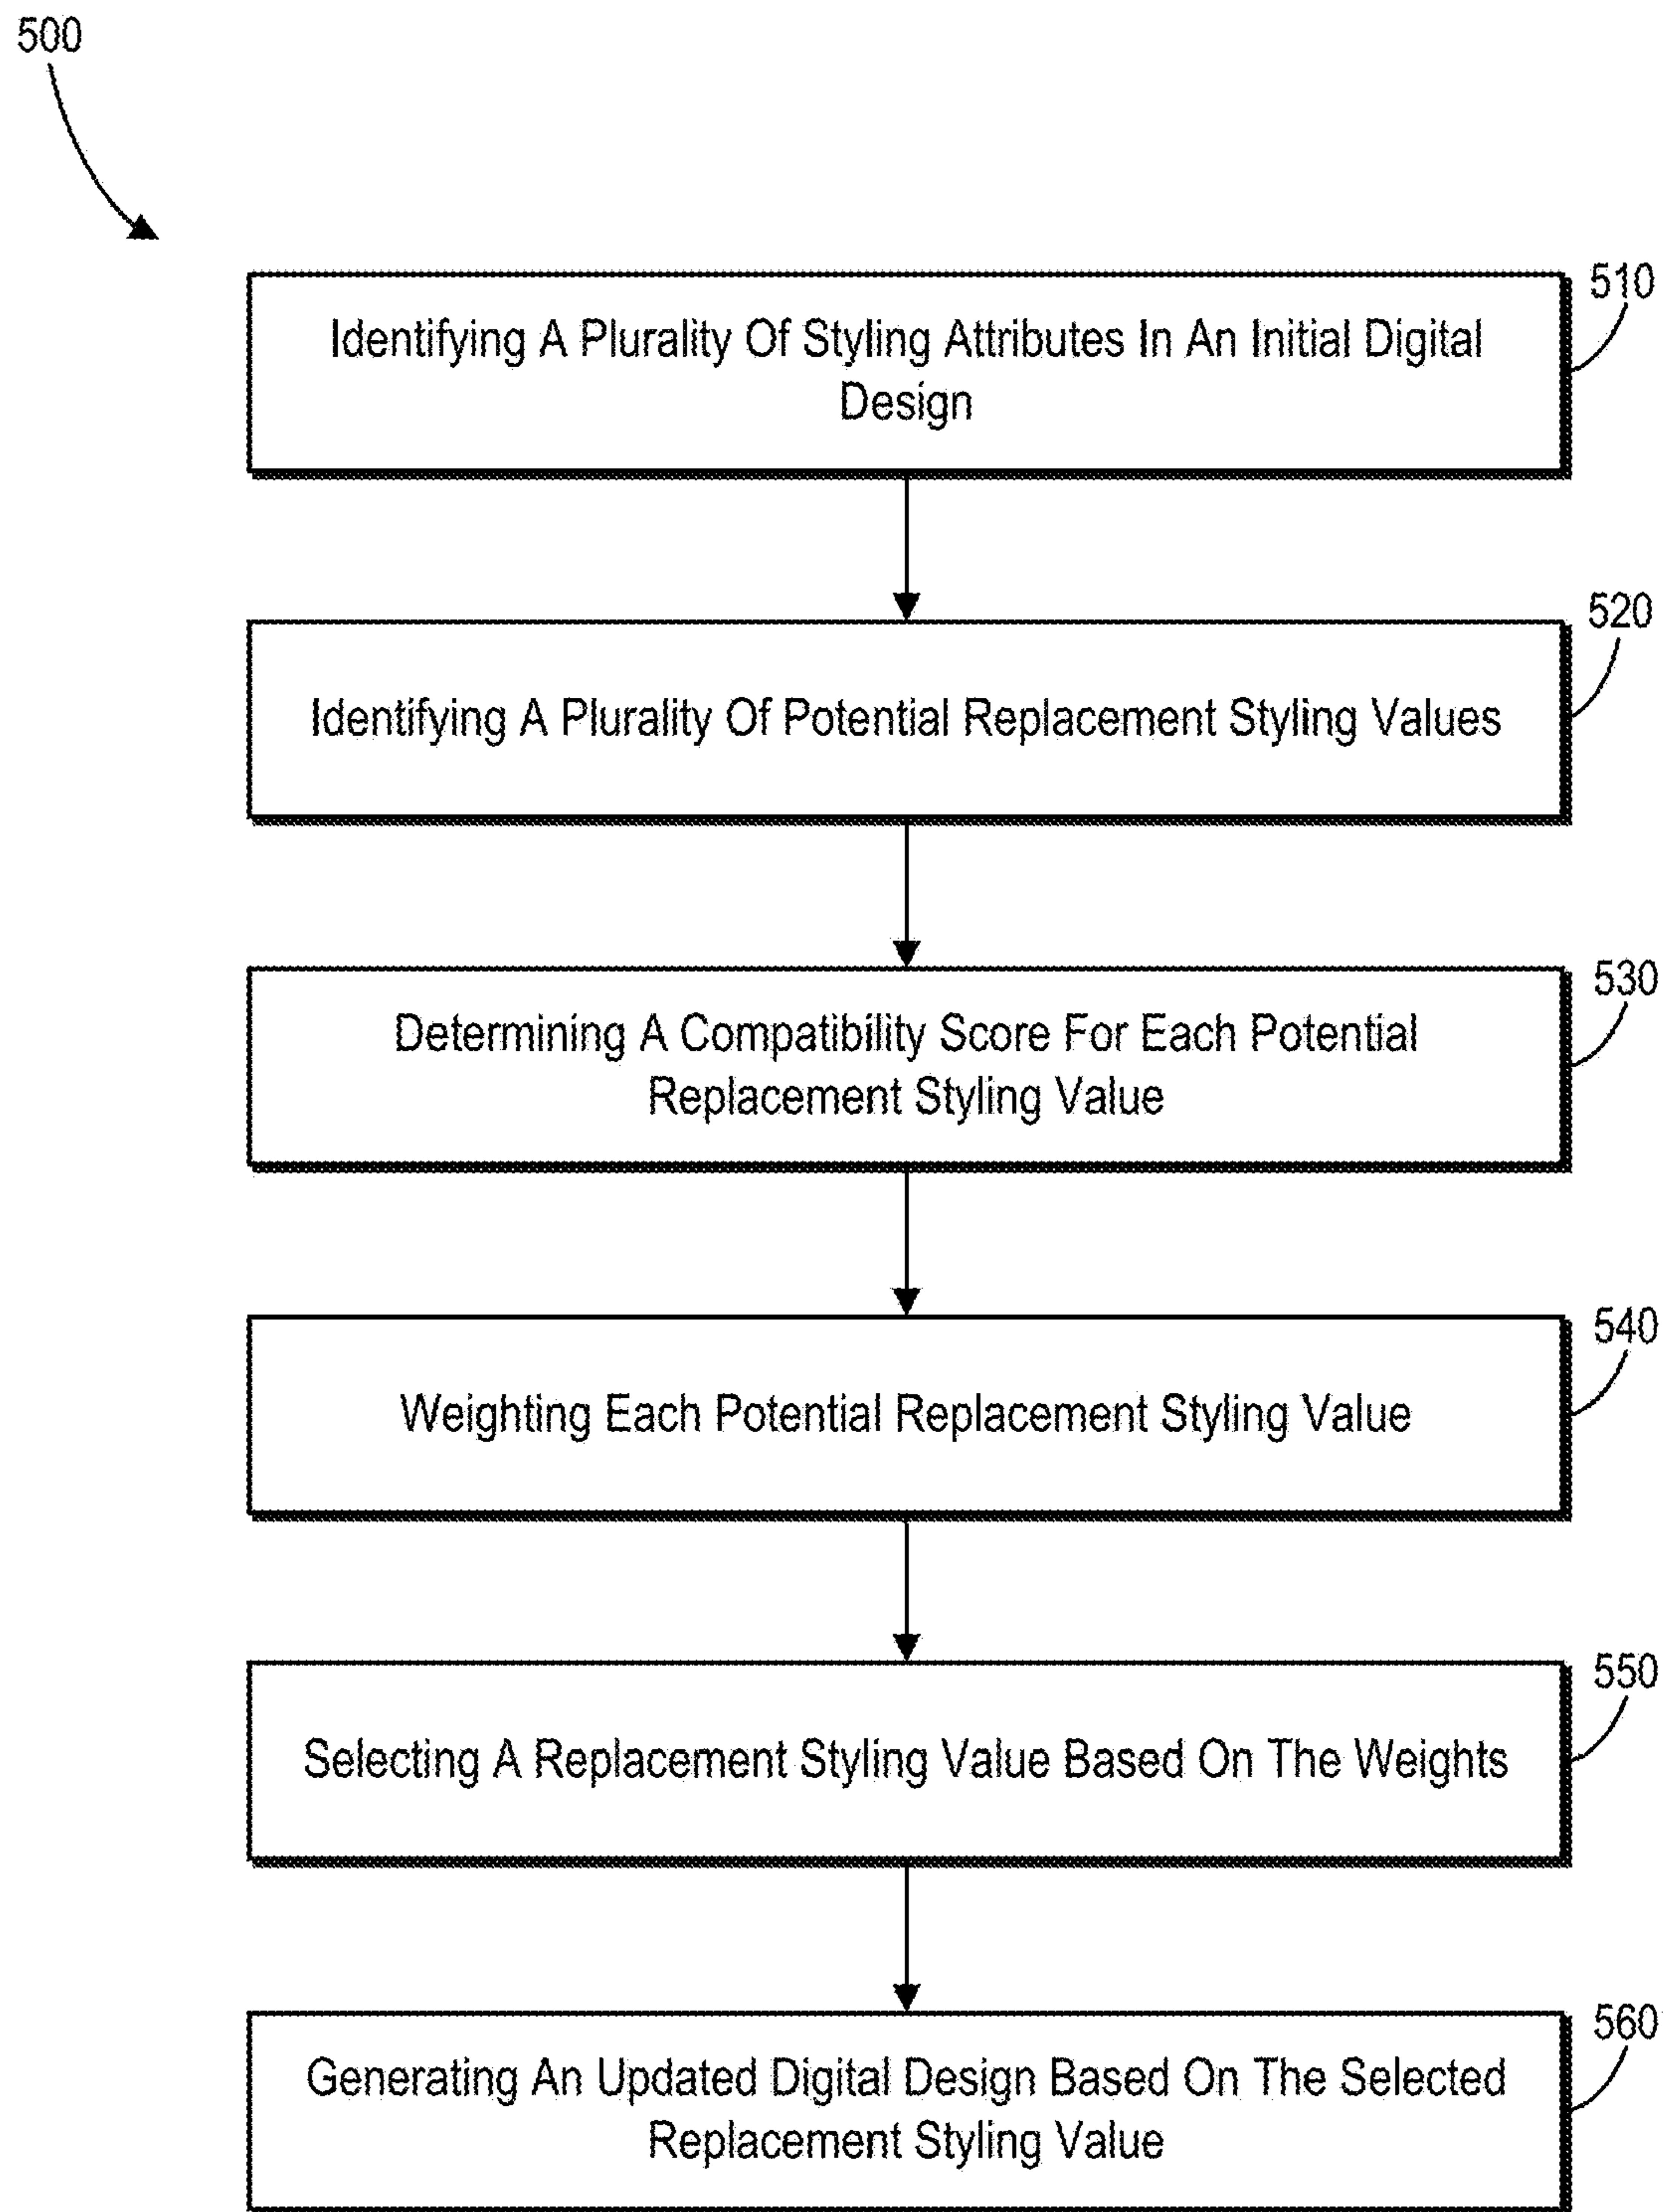 500
510
Identifying A Plurality Of Styling Attributes In An Initial Digital
Design
520
Identifying A Plurality Of Potential Replacement Styling Values
530
Determining A Compatibility Score For Each Potential
Replacement Styling Value
540
Weighting Each Potential Replacement Styling Value
550
Selecting A Replacement Styling Value Based On The Weights
560
Generating An Updated Digital Design Based On The Selected
Replacement Styling Value